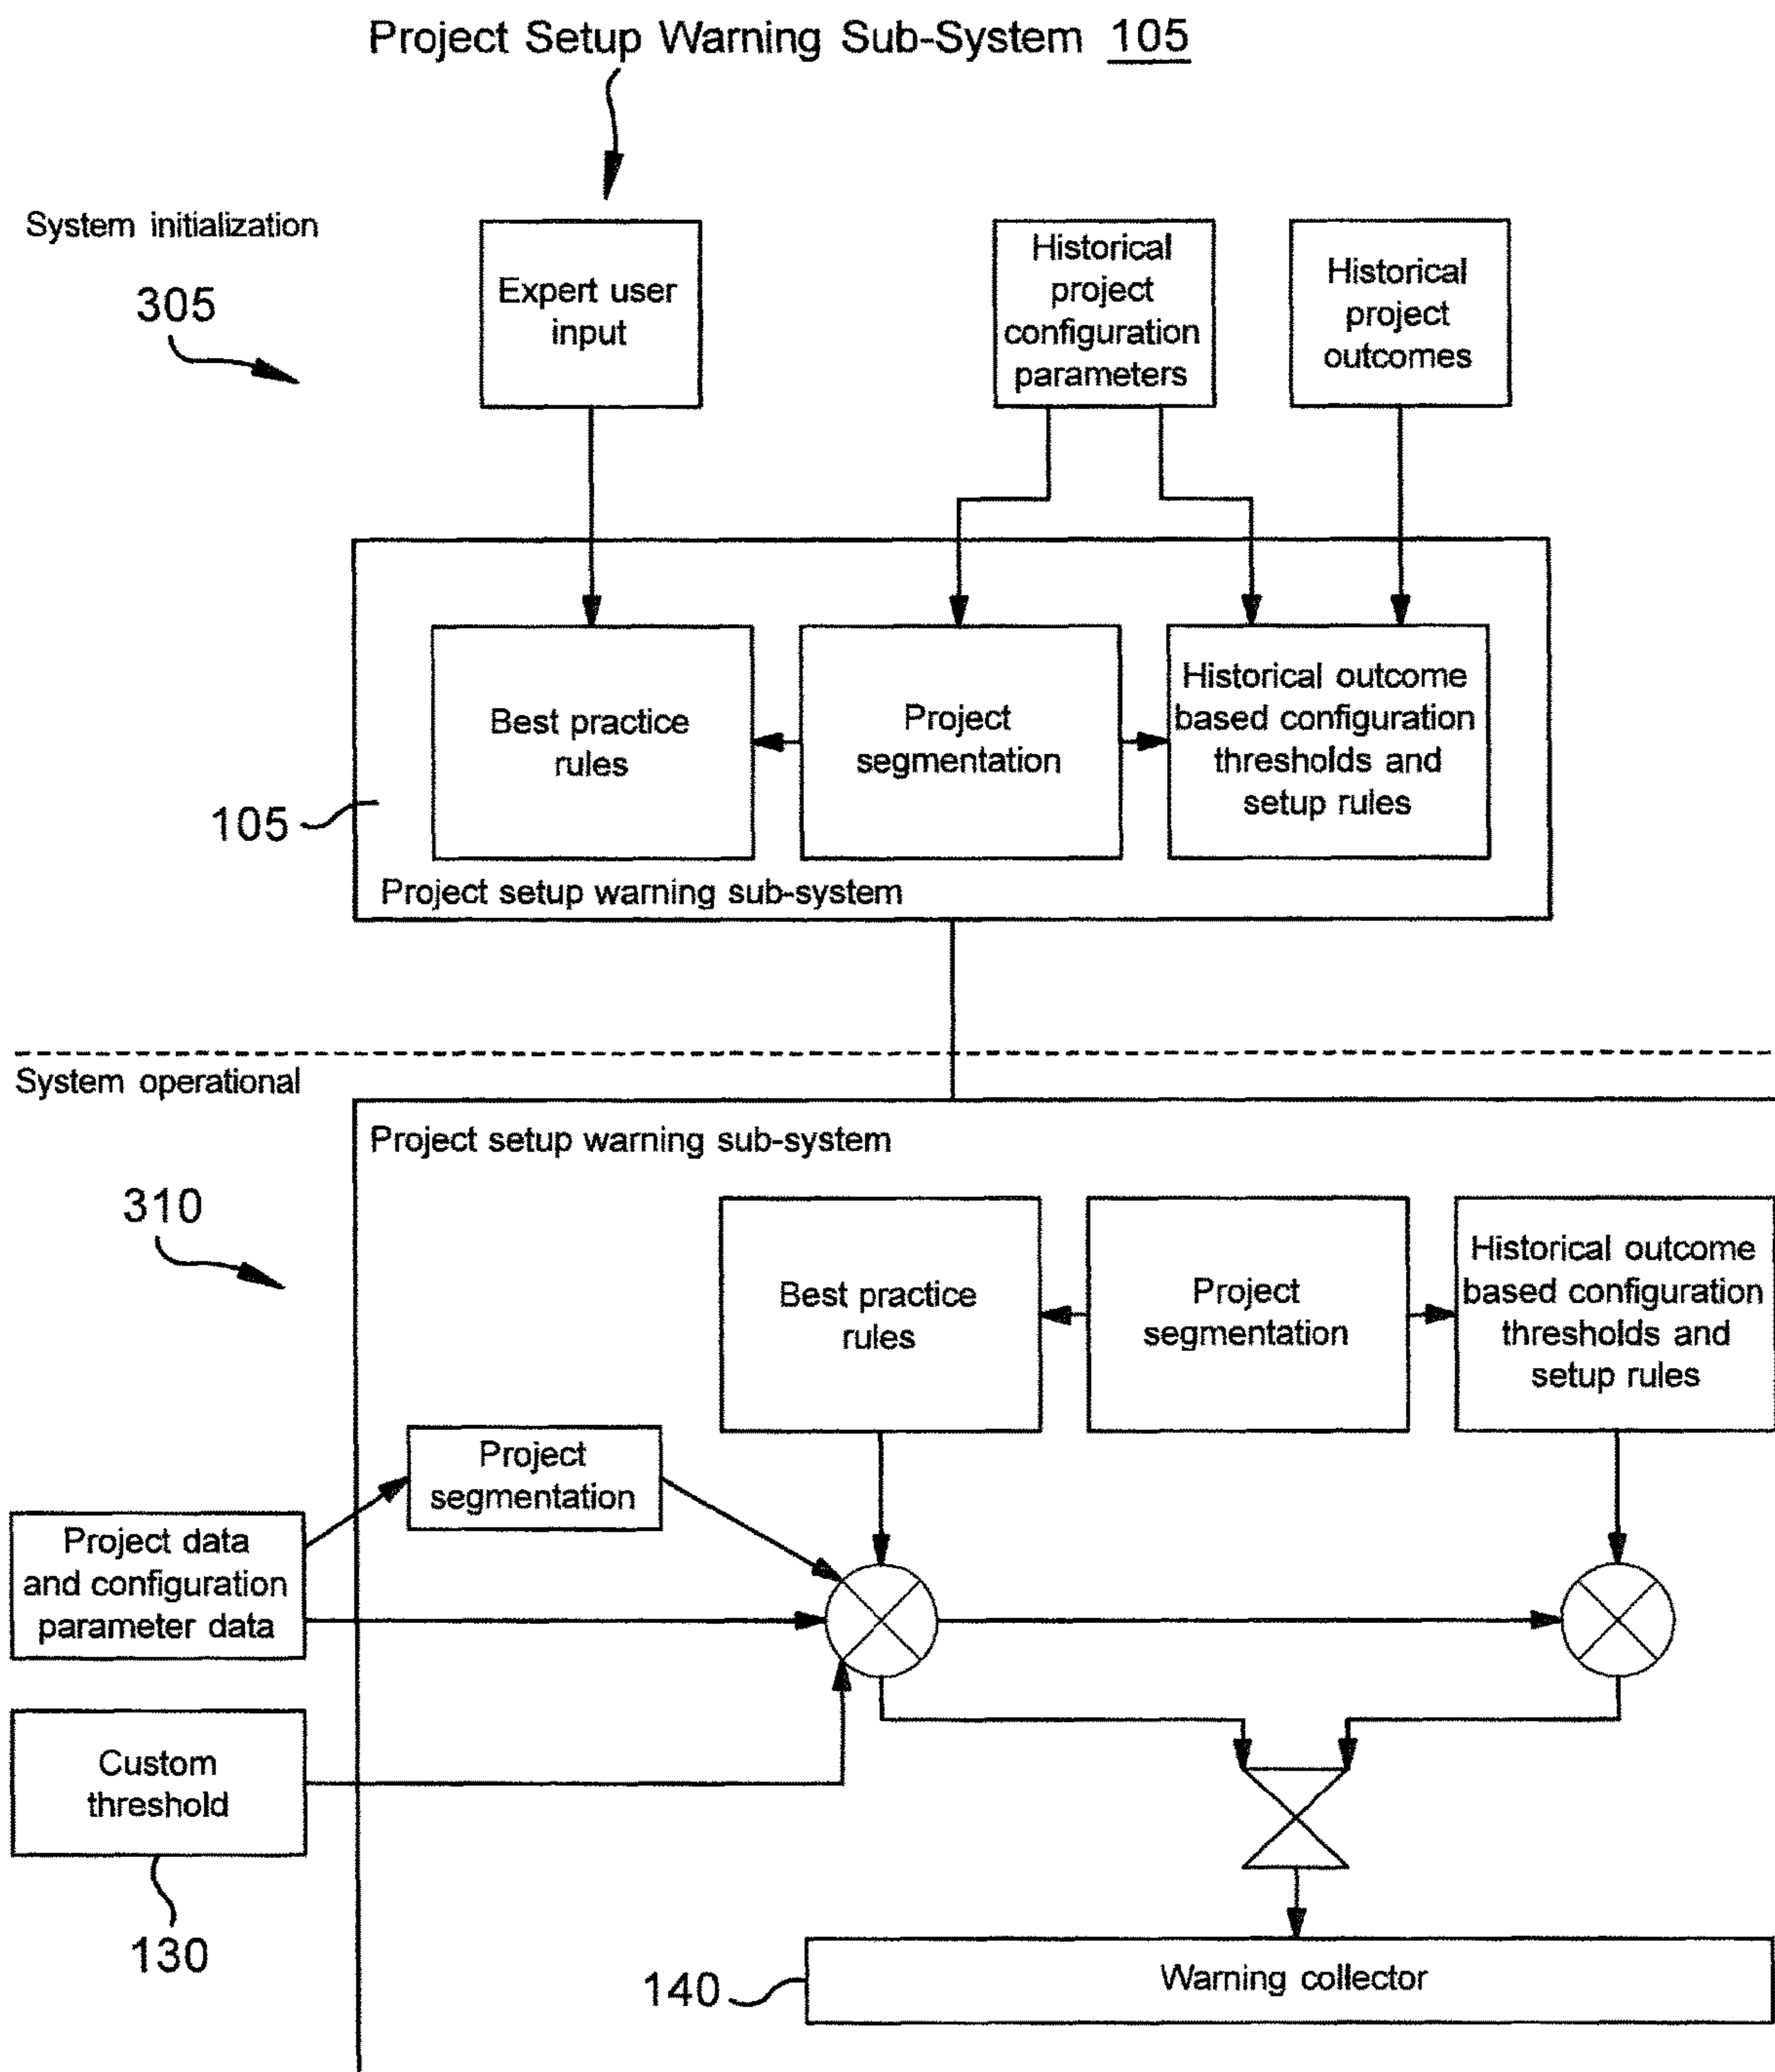 Project Setup Warning Sub-System 105
System initialization
305
Expert user
input
Historical
project
configuration
parameters
Historical
project
outcomes
Best practice
rules
Project
segmentation
Historical outcome
based configuration
thresholds and
setup rules
105
Project setup warning sub-system
System operational
Project setup warning sub-system
310
Best practice
rules
Project
segmentation
Historical outcome
based configuration
thresholds and
setup rules
Project
segmentation
Project data
and configuration
parameter data
Custom
threshold
130
140
Warning collector